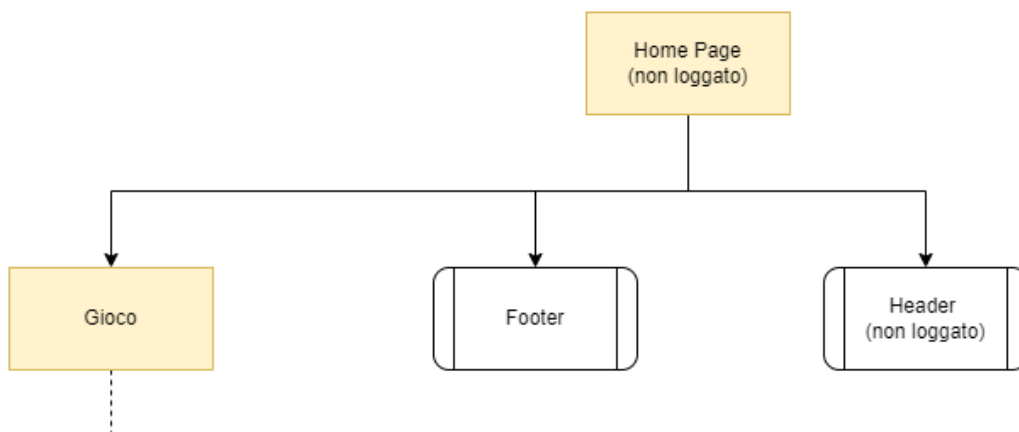 Home Page
(non loggato)
Gioco
Footer
Header
(non loggato)